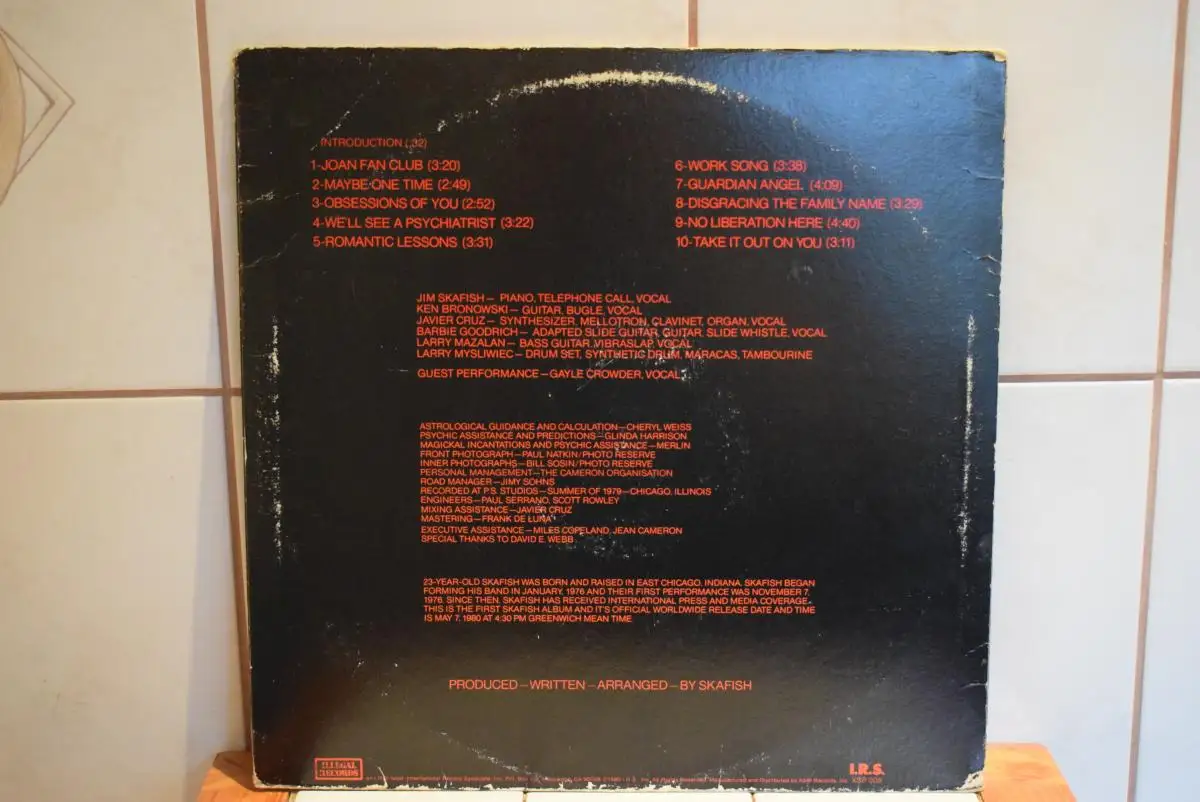 INTRODUCTION (:32)
1-JOAN FAN CLUB (3:20)
2-MAYBE ONE TIME (2:49)
3-OBSESSIONS OF YOU (2:52)
4-WE'LL SEE A PSYCHIATRIST (3:22)
5-ROMANTIC LESSONS (3:31)
6-WORK SONG (3:38)
7-GUARDIAN ANGEL (4:09)
8-DISGRACING THE FAMILY NAME (3:29)
9-NO LIBERATION HERE (4:40)
10-TAKE IT OUT ON YOU (3:11)
JIM SKAFISH— PIANO, TELEPHONE CALL, VOCAL
KEN BRONOWSKI— GUITAR, BUGLE, VOCAL
JAVIER CRUZ— SYNTHESIZER, MELLOTRON, CLAVINET, ORGAN, VOCAL
BARBIE GOODRICH— ADAPTED SLIDE GUITAR, GUITAR, SLIDE WHISTLE, VOCAL
LARRY MAZALAN— BASS GUITAR, VIBRASLAP, VOCAL
LARRY MYSLIWIEC— DRUM SET, SYNTHETIC DRUM, MARACAS, TAMBOURINE
GUEST PERFORMANCE—GAYLE CROWDER, VOCAL
ASTROLOGICAL GUIDANCE AND CALCULATION—CHERYL WEISS
PSYCHIC ASSISTANCE AND PREDICTIONS—GLINDA HARRISON
MAGICKAL INCANTATIONS AND PSYCHIC ASSISTANCE—MERLIN
FRONT PHOTOGRAPH—PAUL NATKIN/PHOTO RESERVE
INNER PHOTOGRAPHS—BILL SOSIN/PHOTO RESERVE
PERSONAL MANAGEMENT—THE CAMERON ORGANISATION
ROAD MANAGER—JIMY SOHNS
RECORDED AT P.S. STUDIOS—SUMMER OF 1979—CHICAGO, ILLINOIS
ENGINEERS—PAUL SERRANO, SCOTT ROWLEY
MIXING ASSISTANCE—JAVIER CRUZ
MASTERING—FRANK DE LUNA
EXECUTIVE ASSISTANCE—MILES COPELAND, JEAN CAMERON
SPECIAL THANKS TO DAVID E. WEBB
23-YEAR-OLD SKAFISH WAS BORN AND RAISED IN EAST CHICAGO, INDIANA. SKAFISH BEGAN
FORMING HIS BAND IN JANUARY, 1976 AND THEIR FIRST PERFORMANCE WAS NOVEMBER 7,
1976. SINCE THEN, SKAFISH HAS RECEIVED INTERNATIONAL PRESS AND MEDIA COVERAGE.
THIS IS THE FIRST SKAFISH ALBUM AND IT'S OFFICIAL WORLDWIDE RELEASE DATE AND TIME
IS MAY 7, 1980 AT 4:30 PM GREENWICH MEAN TIME
PRODUCED—WRITTEN—ARRANGED—BY SKAFISH
ILLEGAL
RECORDS
I.R.S.